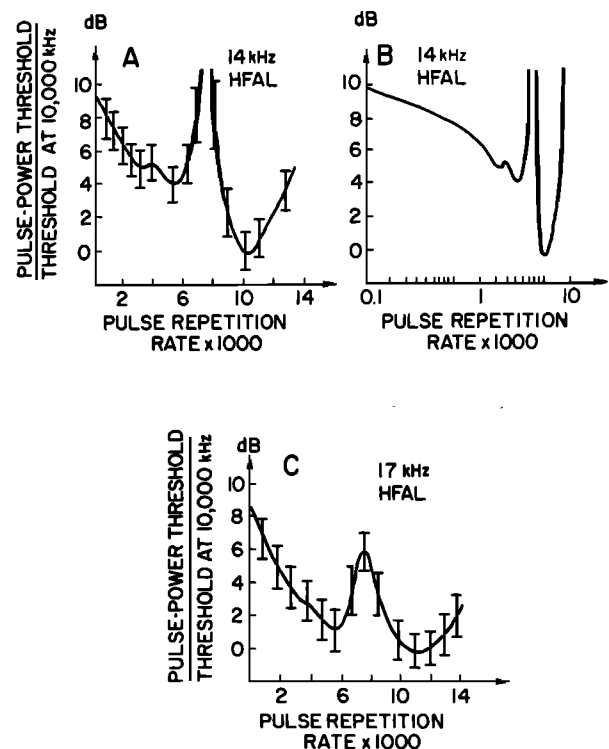 dB
A
14 kHz
HFAL
PULSE-POWER THRESHOLD
THRESHOLD AT 10,000 kHz
10
8
6
4
2
0
2 6 10 14
PULSE REPETITION
RATE x 1000
dB
B
14 kHz
HFAL
10
8
6
4
2
0
0.1 1 10
PULSE REPETITION
RATE x 1000
dB
C
17 kHz
HFAL
PULSE-POWER THRESHOLD
THRESHOLD AT 10,000 kHz
10
8
6
4
2
0
2 6 10 14
PULSE REPETITION
RATE x 1000